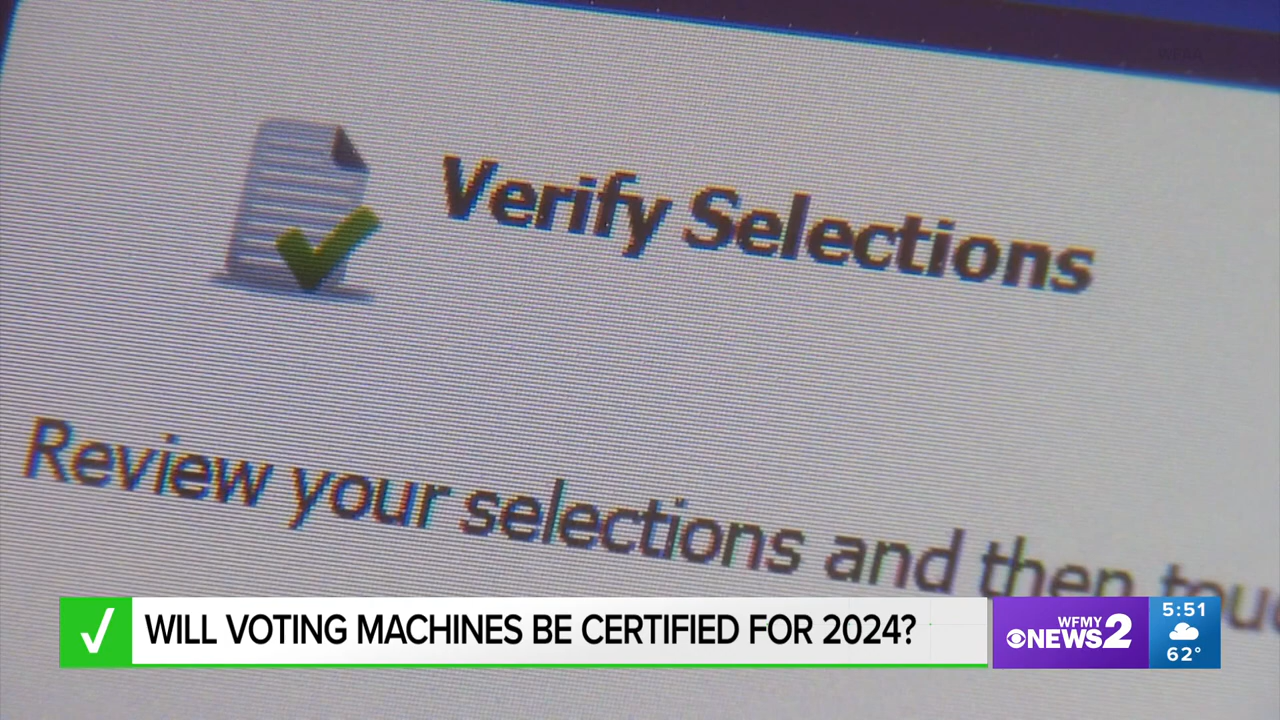 Verify Selections
Review your selections and then
WILL VOTING MACHINES BE CERTIFIED FOR 2024?
WFMY
NEWS 2
5:51
62°